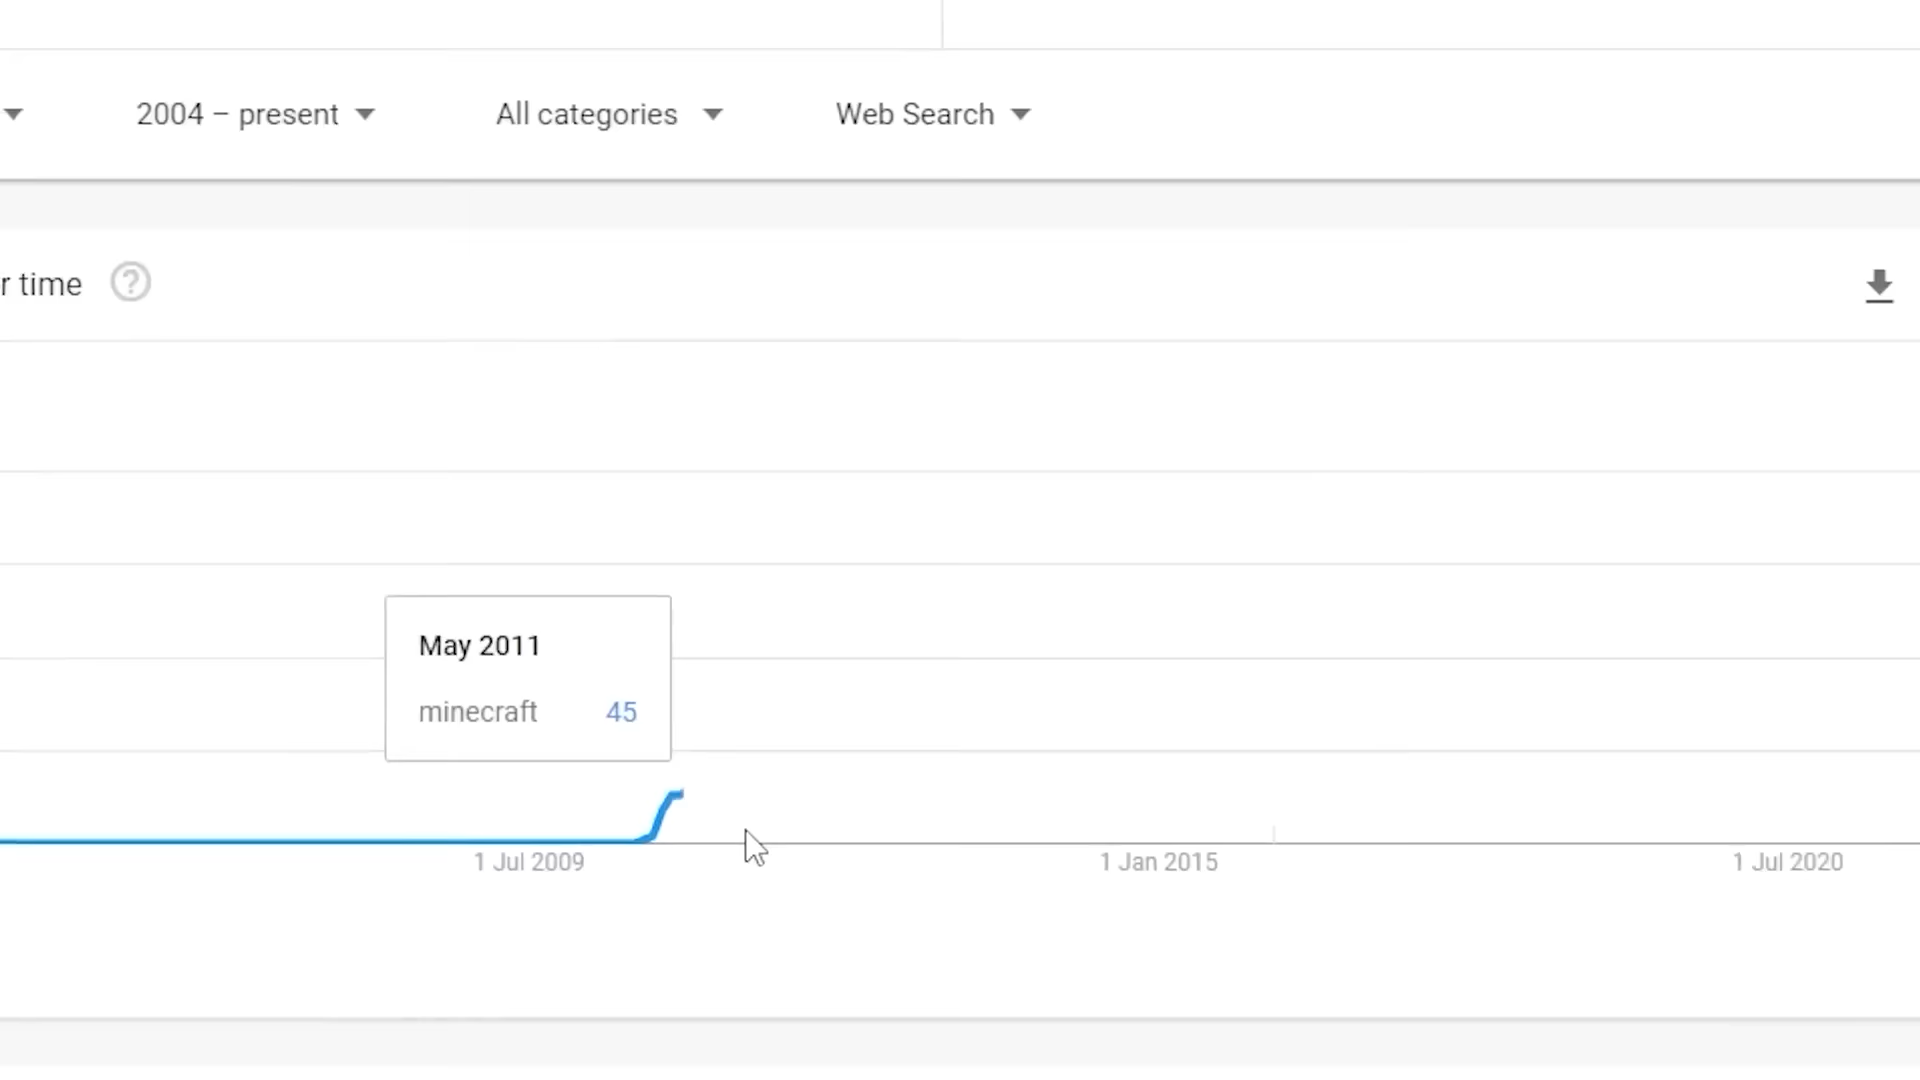 2004 – present
All categories
Web Search
r time
May 2011
minecraft 45
1 Jul 2009
1 Jan 2015
1 Jul 2020